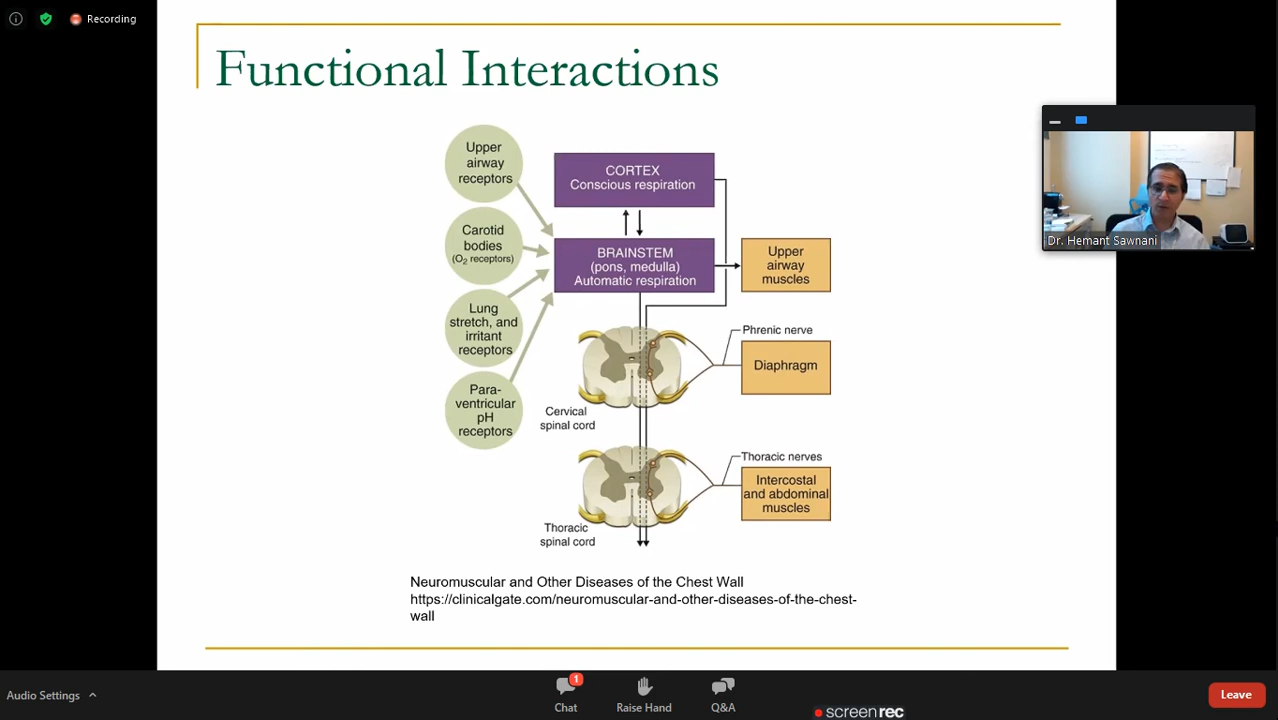 Recording
Functional Interactions
Upper
airway
receptors
CORTEX
Conscious respiration
Carotid
bodies
(O₂ receptors)
BRAINSTEM
(pons, medulla)
Automatic respiration
Upper
airway
muscles
Dr. Hemant Sawnani
Lung
stretch, and
irritant
receptors
Phrenic nerve
Diaphragm
Para-
ventricular
pH
receptors
Cervical
spinal cord
Thoracic nerves
Intercostal
and abdominal
muscles
Thoracic
spinal cord
Neuromuscular and Other Diseases of the Chest Wall
https://clinicalgate.com/neuromuscular-and-other-diseases-of-the-chest-
wall
Audio Settings
1
Chat
Raise Hand
Q&A
Leave
screenrec